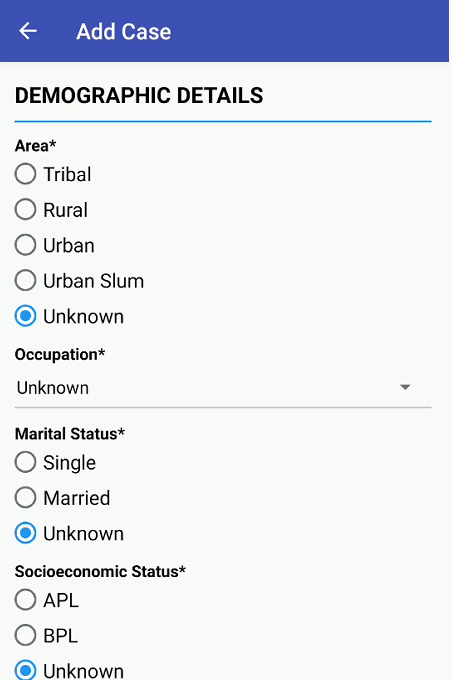 Add Case
DEMOGRAPHIC DETAILS
Area*
Tribal
Rural
Urban
Urban Slum
Unknown
Occupation*
Unknown
Marital Status*
Single
Married
Unknown
Socioeconomic Status*
APL
BPL
Unknown